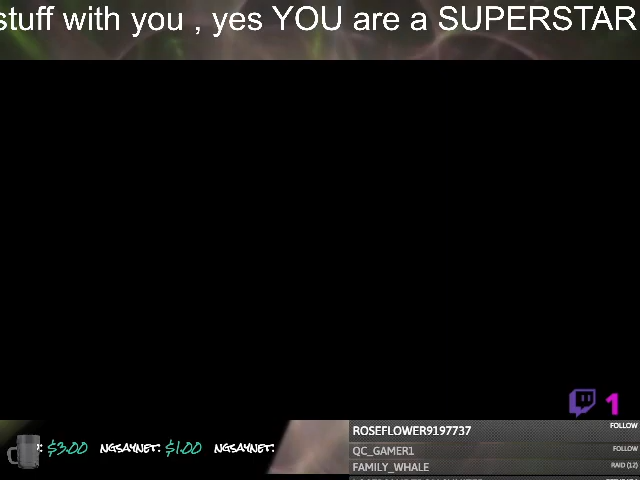 stuff with you , yes YOU are a SUPERSTAR
1
ROSEFLOWER9197737 FOLLOW
: $3.00 NGSAYNET: $1.00 NGSAYNET:
QC_GAMER1 FOLLOW
FAMILY_WHALE RAID (12)